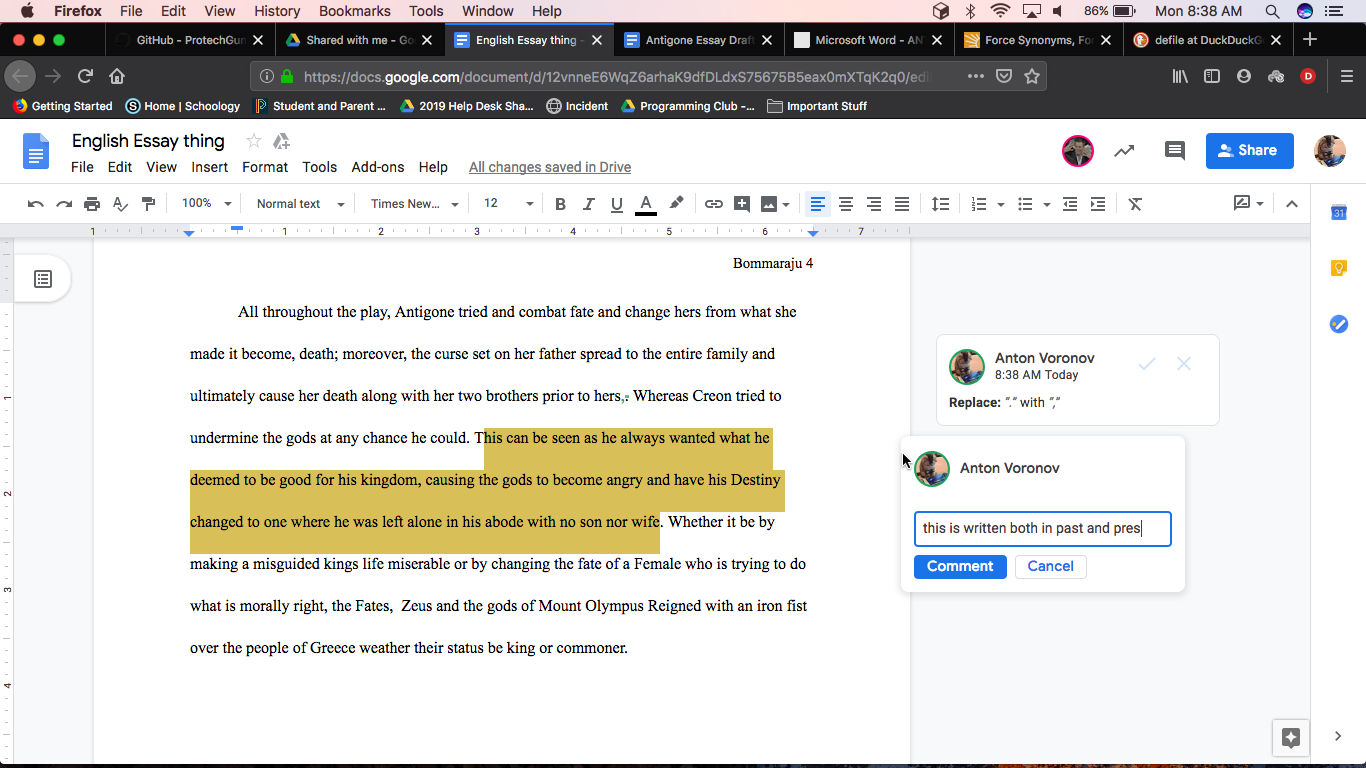 Firefox File Edit View History Bookmarks Tools Window Help 86% Mon 8:38 AM
GitHub - ProtechGun Shared with me - Go English Essay thing - Antigone Essay Draft Microsoft Word - AN Force Synonyms, Fo defile at DuckDuckG
https://docs.google.com/document/d/12vnneE6WqZ6arhaK9dfDLdxS75675B5eax0mXTqK2q0/edi
Getting Started Home | Schoology Student and Parent ... 2019 Help Desk Sha... Incident Programming Club -... Important Stuff
English Essay thing
Share
File Edit View Insert Format Tools Add-ons Help All changes saved in Drive
100% Normal text Times New... 12 B I U A
1 1 2 3 4 5 6 7
31
Bommaraju 4
All throughout the play, Antigone tried and combat fate and change hers from what she
made it become, death; moreover, the curse set on her father spread to the entire family and
ultimately cause her death along with her two brothers prior to hers,. Whereas Creon tried to
undermine the gods at any chance he could. This can be seen as he always wanted what he
deemed to be good for his kingdom, causing the gods to become angry and have his Destiny
changed to one where he was left alone in his abode with no son nor wife. Whether it be by
making a misguided kings life miserable or by changing the fate of a Female who is trying to do
what is morally right, the Fates,  Zeus and the gods of Mount Olympus Reigned with an iron fist
over the people of Greece weather their status be king or commoner.
1
2
3
4
Anton Voronov
8:38 AM Today
Replace: "." with ","
Anton Voronov
this is written both in past and pres
Comment Cancel